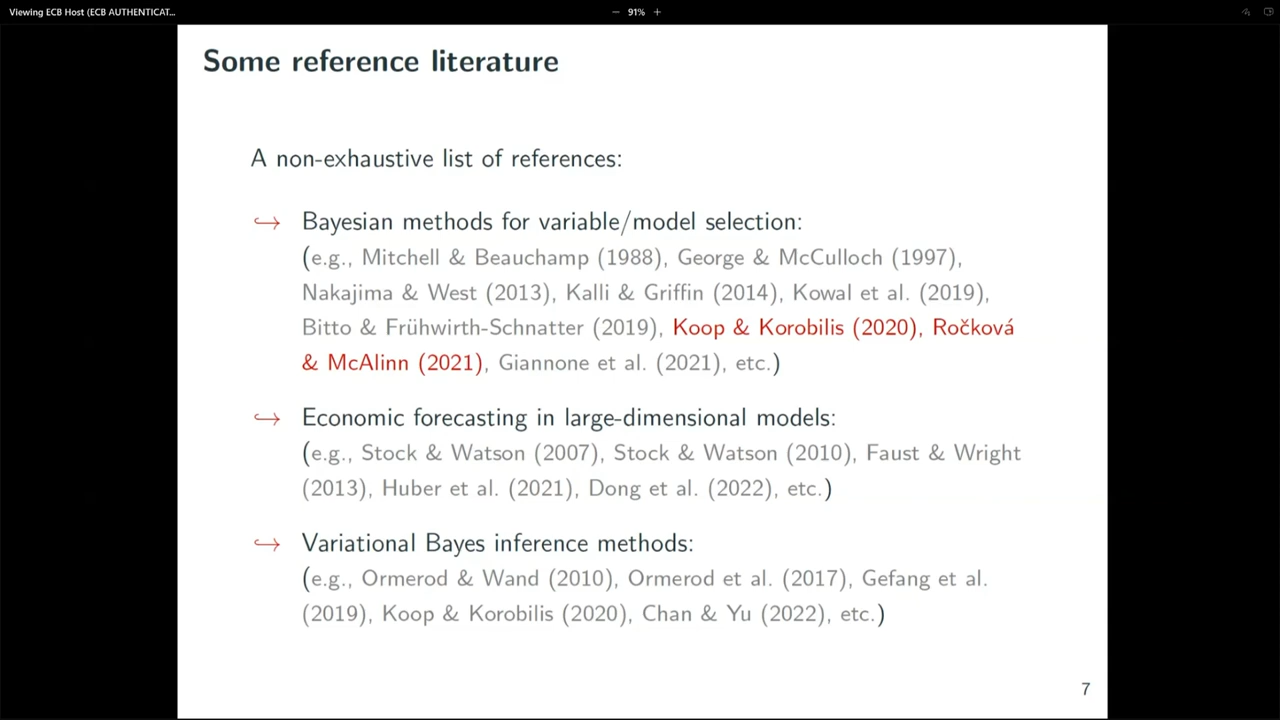 Viewing ECB Host (ECB AUTHENTICAT...
− 91% +
Some reference literature
A non-exhaustive list of references:
↪ Bayesian methods for variable/model selection:
(e.g., Mitchell & Beauchamp (1988), George & McCulloch (1997),
Nakajima & West (2013), Kalli & Griffin (2014), Kowal et al. (2019),
Bitto & Frühwirth-Schnatter (2019), Koop & Korobilis (2020), Ročková
& McAlinn (2021), Giannone et al. (2021), etc.)
↪ Economic forecasting in large-dimensional models:
(e.g., Stock & Watson (2007), Stock & Watson (2010), Faust & Wright
(2013), Huber et al. (2021), Dong et al. (2022), etc.)
↪ Variational Bayes inference methods:
(e.g., Ormerod & Wand (2010), Ormerod et al. (2017), Gefang et al.
(2019), Koop & Korobilis (2020), Chan & Yu (2022), etc.)
7